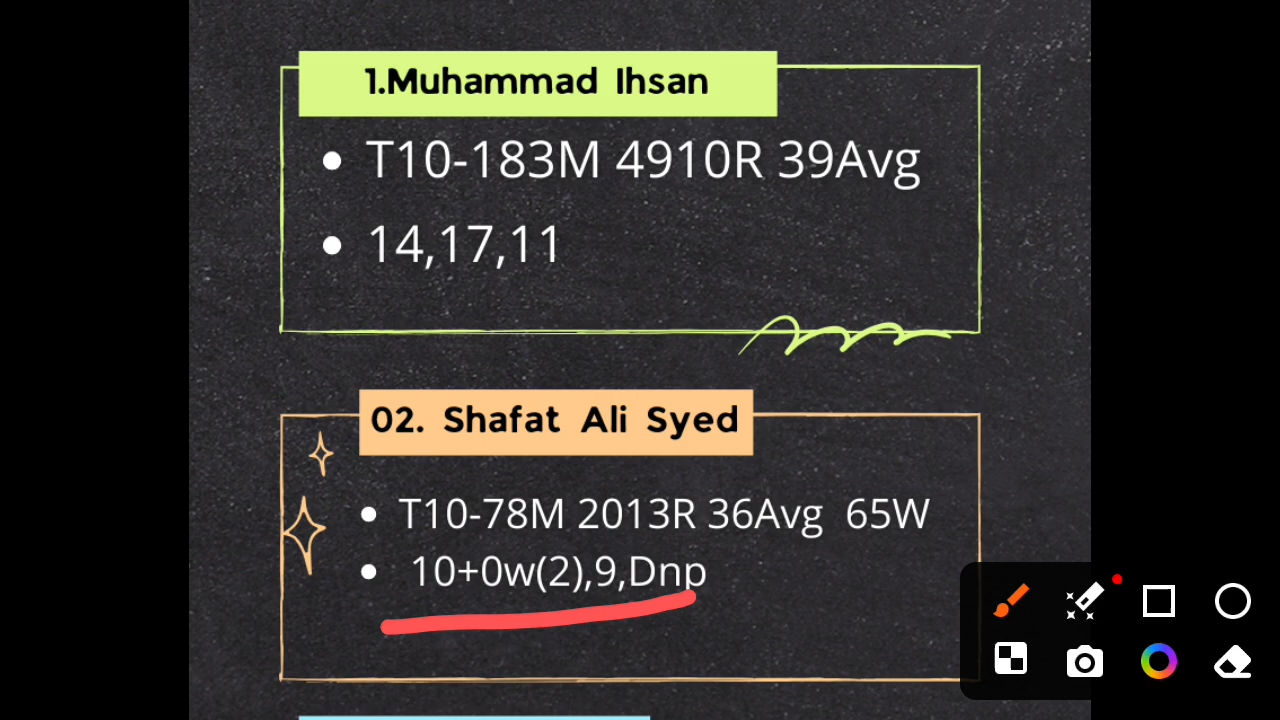 1.Muhammad Ihsan
T10-183M 4910R 39Avg
14,17,11
02. Shafat Ali Syed
T10-78M 2013R 36Avg 65W
10+0w(2),9,Dnp